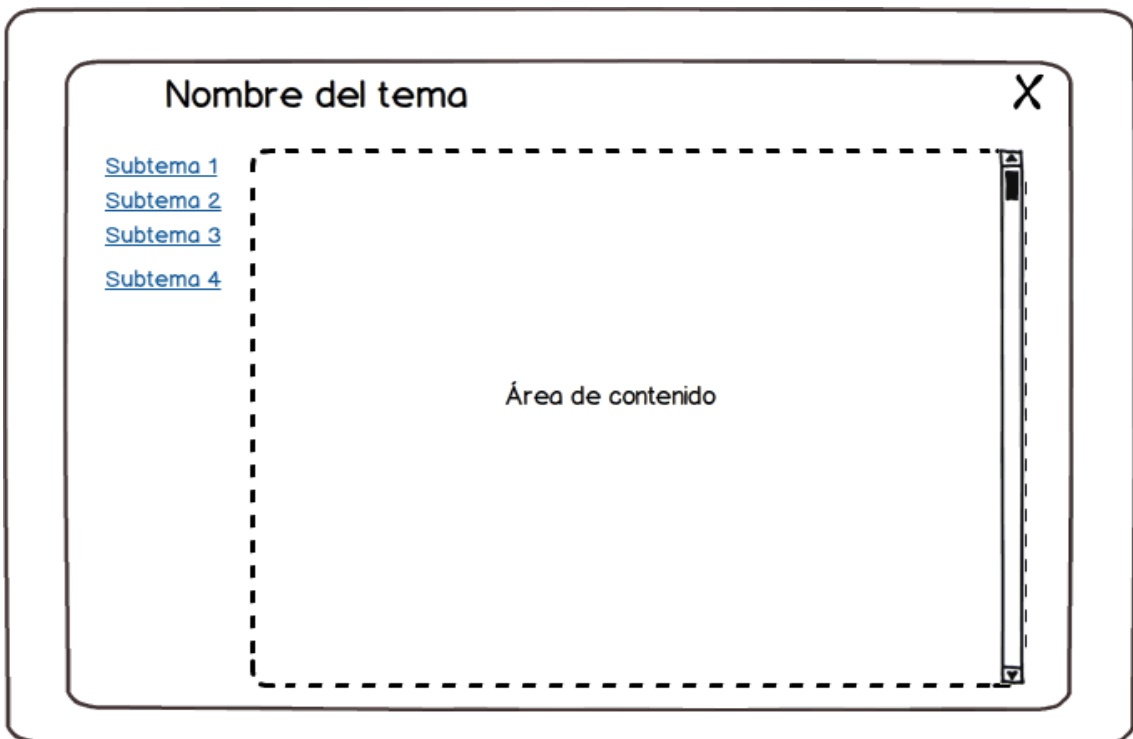 Nombre del tema
X
Subtema 1
Subtema 2
Subtema 3
Subtema 4
Área de contenido